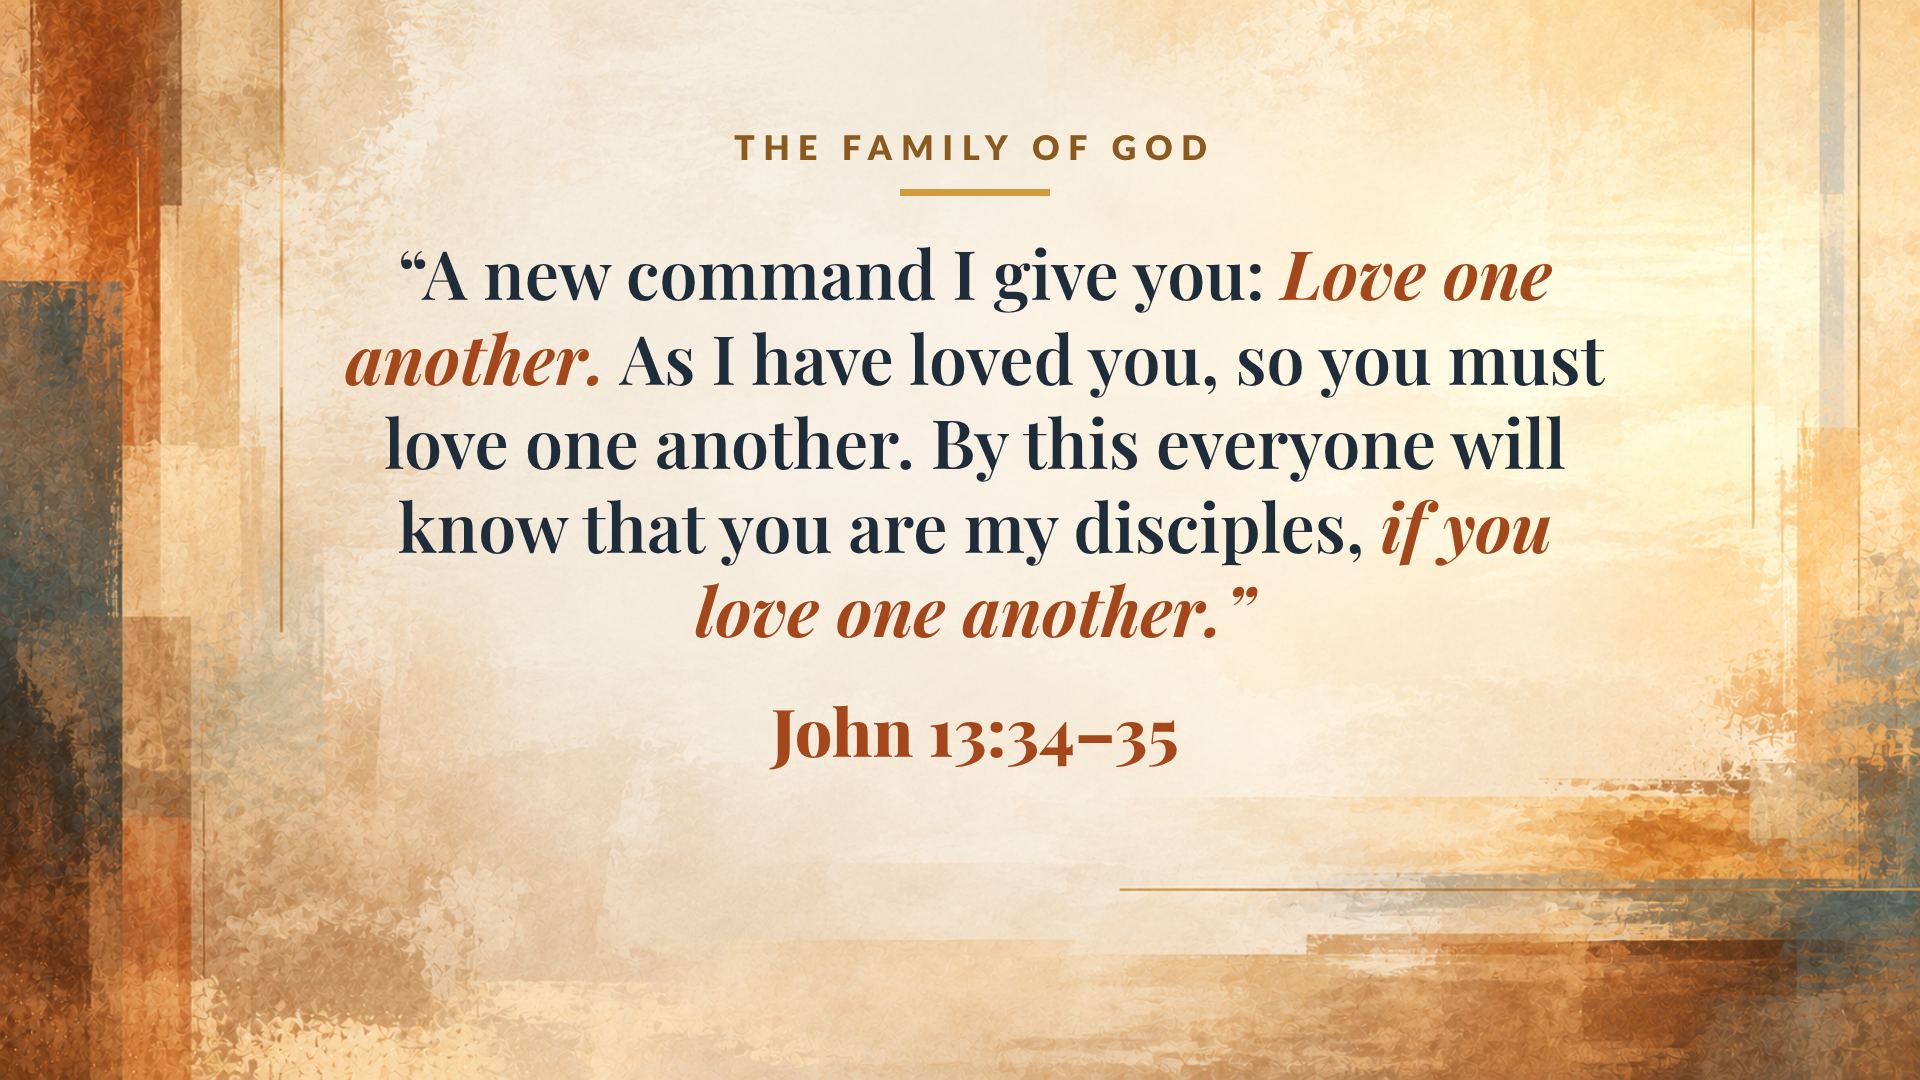 THE FAMILY OF GOD
“A new command I give you: Love one
another. As I have loved you, so you must
love one another. By this everyone will
know that you are my disciples, if you
love one another.”
John 13:34–35